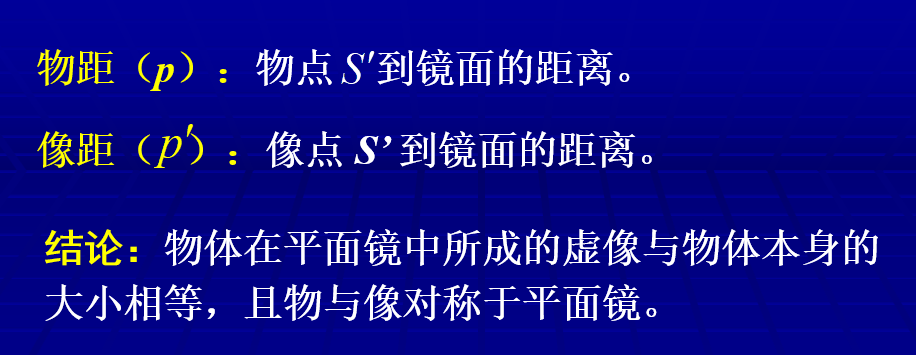 物距（p）：物点 S′到镜面的距离。
像距（p′）：像点 S’ 到镜面的距离。
结论：物体在平面镜中所成的虚像与物体本身的
大小相等，且物与像对称于平面镜。